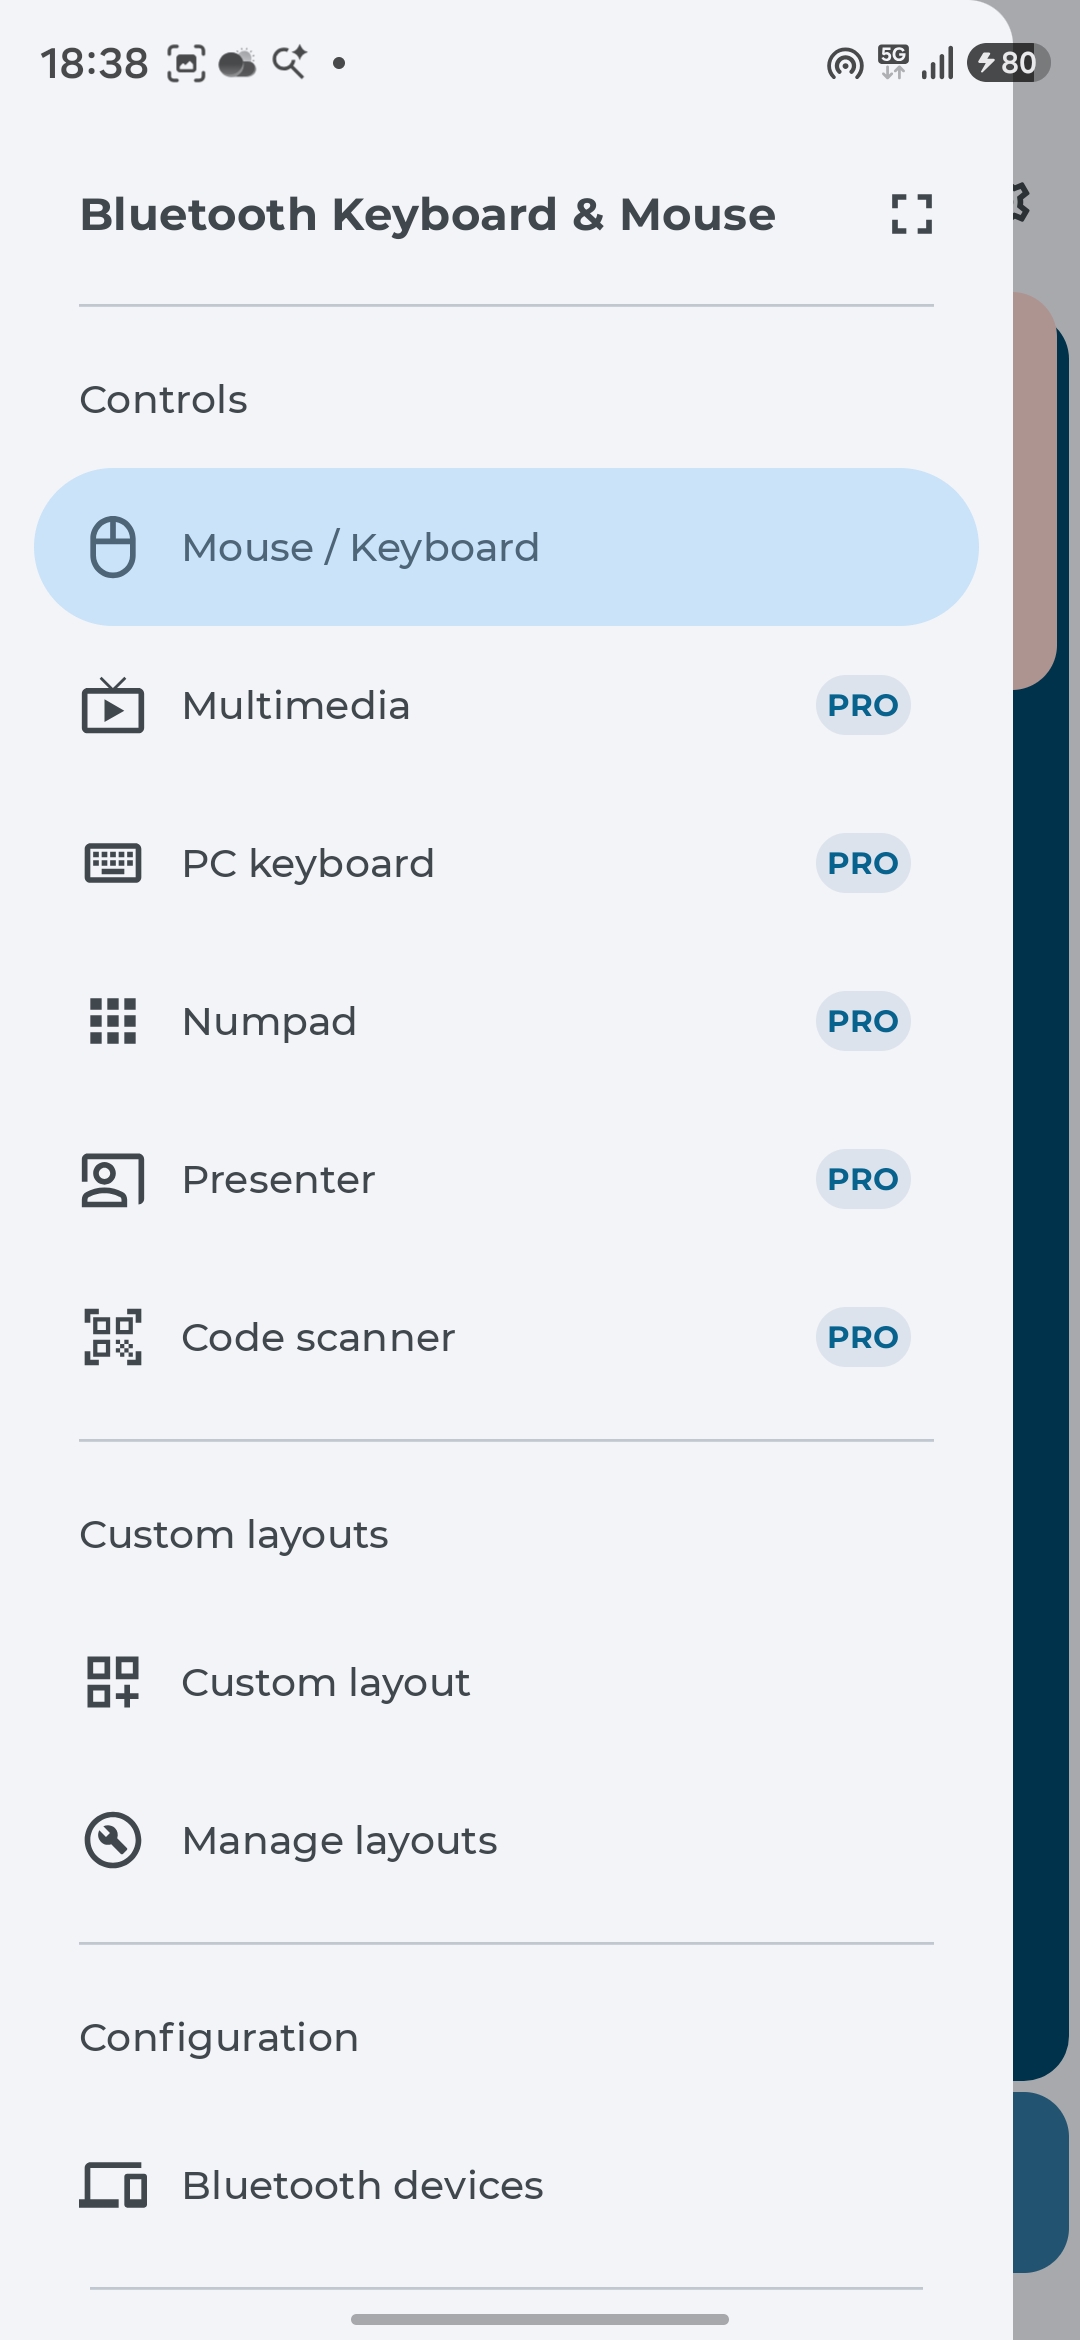 18:38
5G
80
Bluetooth Keyboard & Mouse
Controls
Mouse / Keyboard
Multimedia PRO
PC keyboard PRO
Numpad PRO
Presenter PRO
Code scanner PRO
Custom layouts
Custom layout
Manage layouts
Configuration
Bluetooth devices